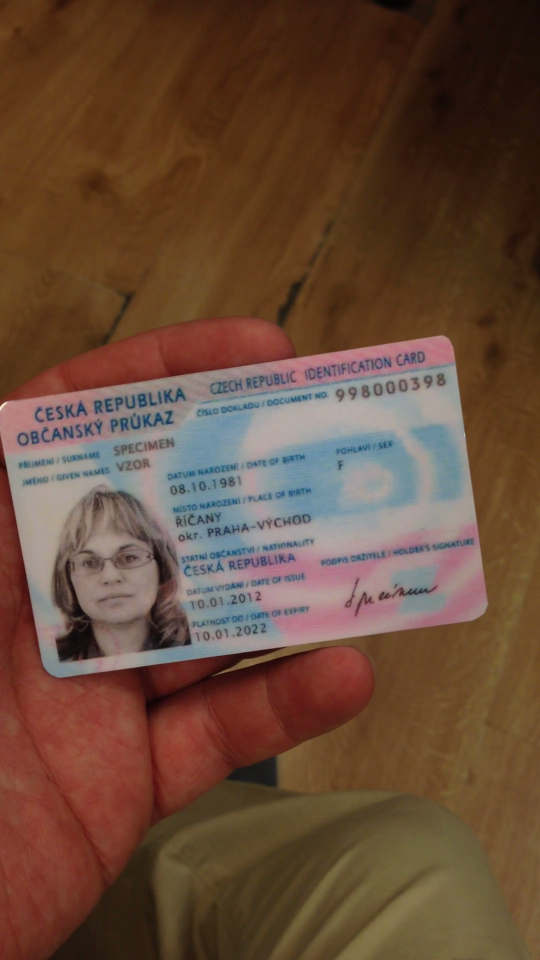 ČESKÁ REPUBLIKA
OBČANSKÝ PRŮKAZ
CZECH REPUBLIC IDENTIFICATION CARD
ČÍSLO DOKLADU / DOCUMENT NO. 998000398
PŘÍJMENÍ / SURNAME SPECIMEN
JMÉNO / GIVEN NAMES VZOR
DATUM NAROZENÍ / DATE OF BIRTH
08.10.1981
POHLAVÍ / SEX
F
MÍSTO NAROZENÍ / PLACE OF BIRTH
ŘÍČANY
okr. PRAHA-VÝCHOD
STÁTNÍ OBČANSTVÍ / NATIONALITY
ČESKÁ REPUBLIKA
DATUM VYDÁNÍ / DATE OF ISSUE
10.01.2012
PLATNOST DO / DATE OF EXPIRY
10.01.2022
PODPIS DRŽITELE / HOLDER'S SIGNATURE
Specimen